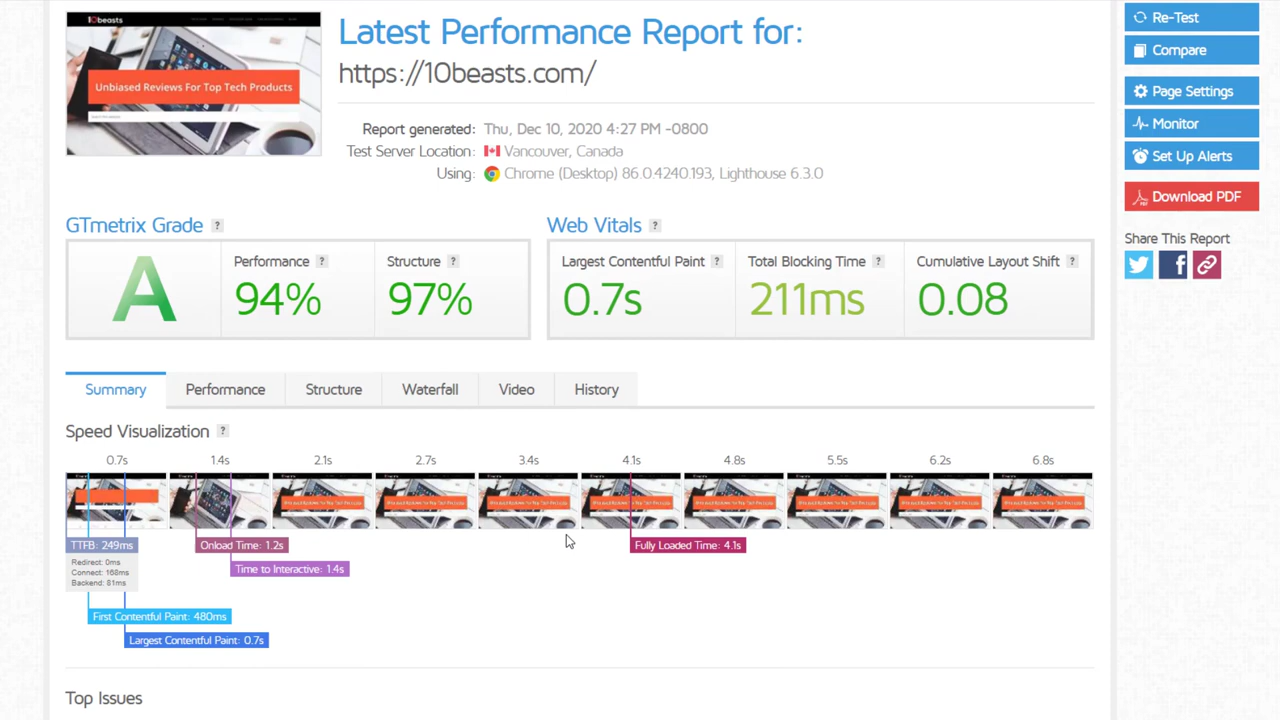 10beasts
Unbiased Reviews For Top Tech Products
Latest Performance Report for:
https://10beasts.com/
Report generated: Thu, Dec 10, 2020 4:27 PM -0800
Test Server Location: Vancouver, Canada
Using: Chrome (Desktop) 86.0.4240.193, Lighthouse 6.3.0
Re-Test
Compare
Page Settings
Monitor
Set Up Alerts
Download PDF
Share This Report
GTmetrix Grade ?
A
Performance ?
94%
Structure ?
97%
Web Vitals ?
Largest Contentful Paint ?
0.7s
Total Blocking Time ?
211ms
Cumulative Layout Shift ?
0.08
Summary Performance Structure Waterfall Video History
Speed Visualization ?
0.7s 1.4s 2.1s 2.7s 3.4s 4.1s 4.8s 5.5s 6.2s 6.8s
TTFB: 249ms
Redirect: 0ms
Connect: 168ms
Backend: 81ms
Onload Time: 1.2s
Time to Interactive: 1.4s
Fully Loaded Time: 4.1s
First Contentful Paint: 480ms
Largest Contentful Paint: 0.7s
Top Issues